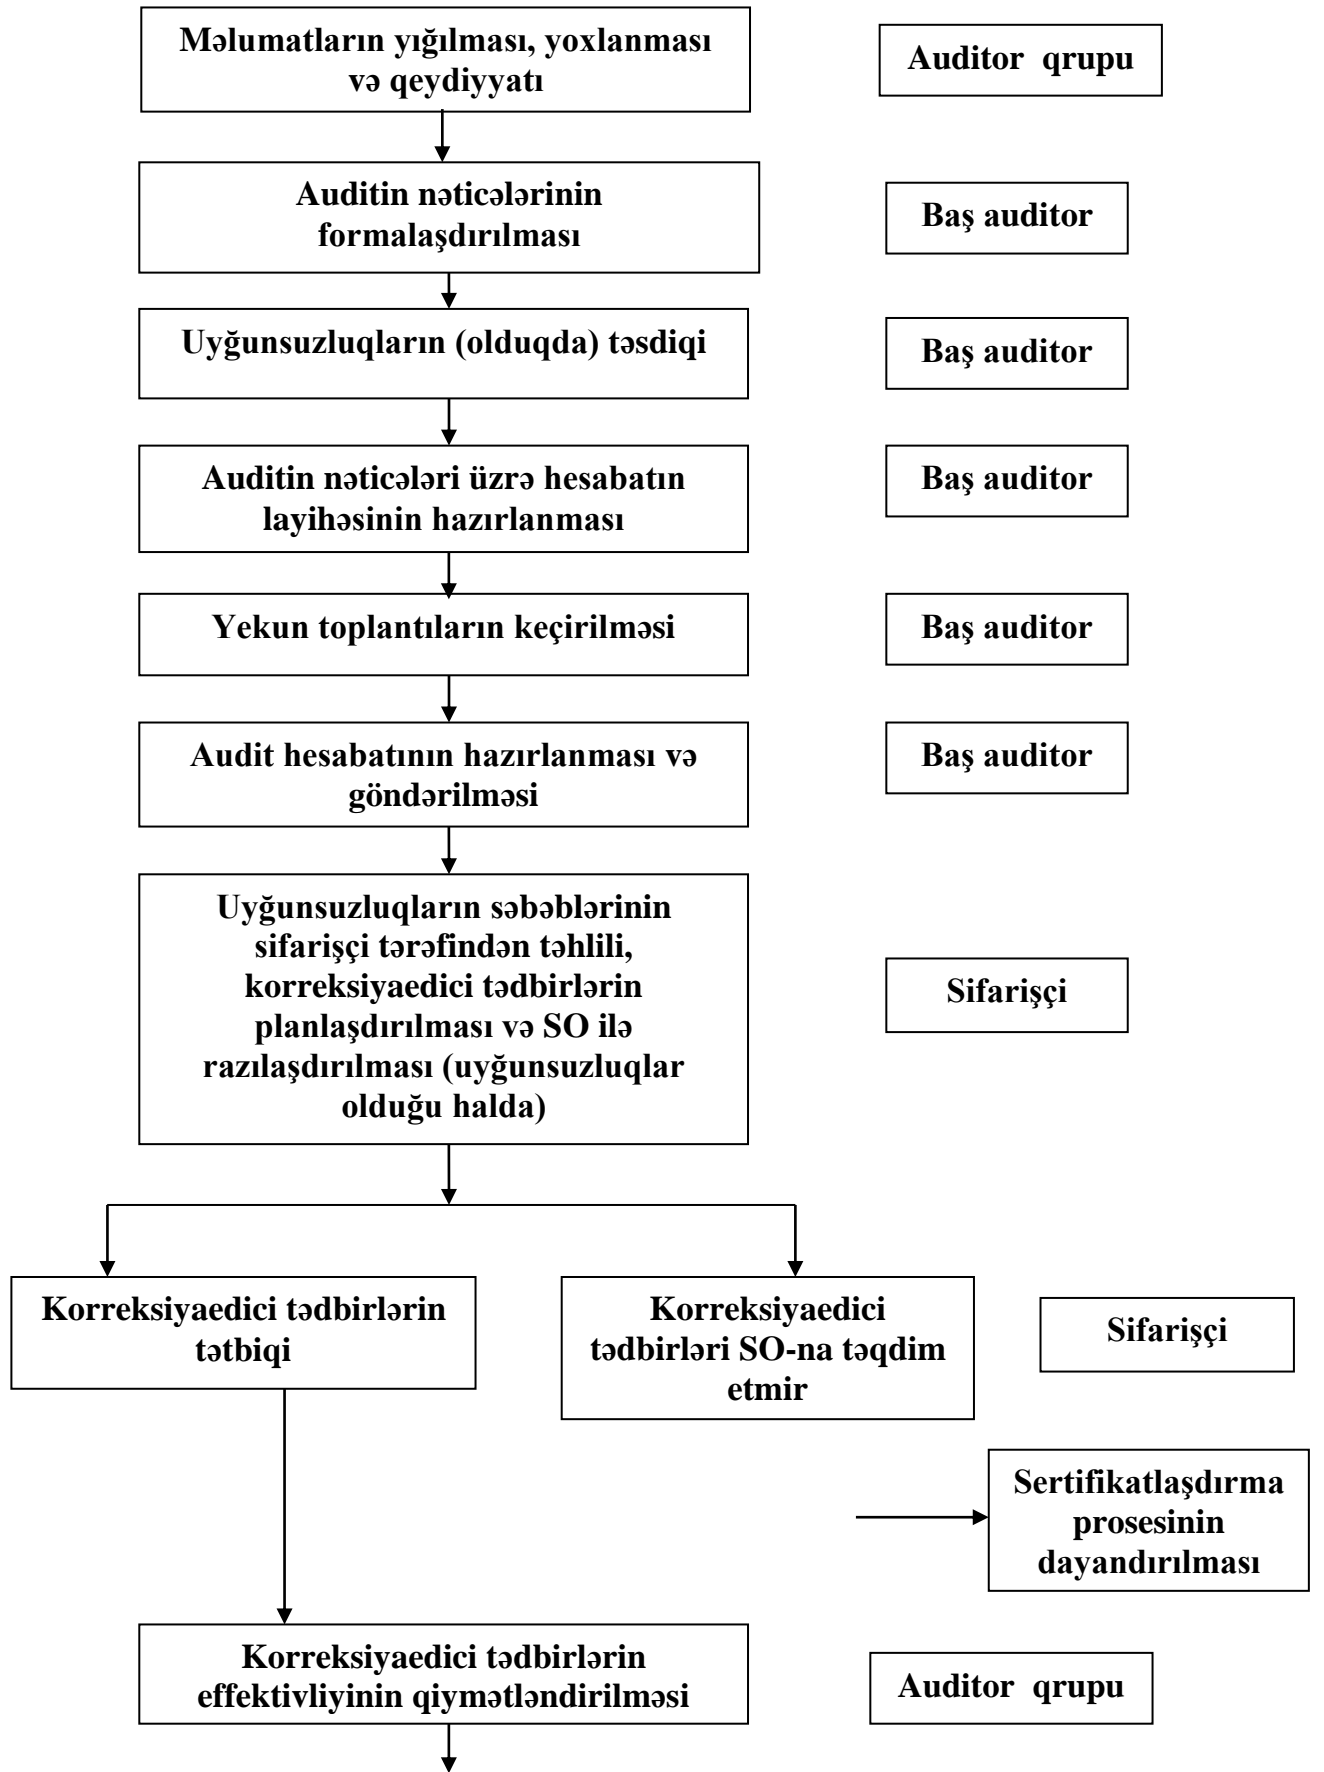 Məlumatların yığılması, yoxlanması
və qeydiyyatı
Auditor qrupu
Auditin nəticələrinin
formalaşdırılması
Baş auditor
Uyğunsuzluqların (olduqda) təsdiqi
Baş auditor
Auditin nəticələri üzrə hesabatın
layihəsinin hazırlanması
Baş auditor
Yekun toplantıların keçirilməsi
Baş auditor
Audit hesabatının hazırlanması və
göndərilməsi
Baş auditor
Uyğunsuzluqların səbəblərinin
sifarişçi tərəfindən təhlili,
korreksiyaedici tədbirlərin
planlaşdırılması və SO ilə
razılaşdırılması (uyğunsuzluqlar
olduğu halda)
Sifarişçi
Korreksiyaedici tədbirlərin
tətbiqi
Korreksiyaedici
tədbirləri SO-na təqdim
etmir
Sifarişçi
Sertifikatlaşdırma
prosesinin
dayandırılması
Korreksiyaedici tədbirlərin
effektivliyinin qiymətləndirilməsi
Auditor qrupu